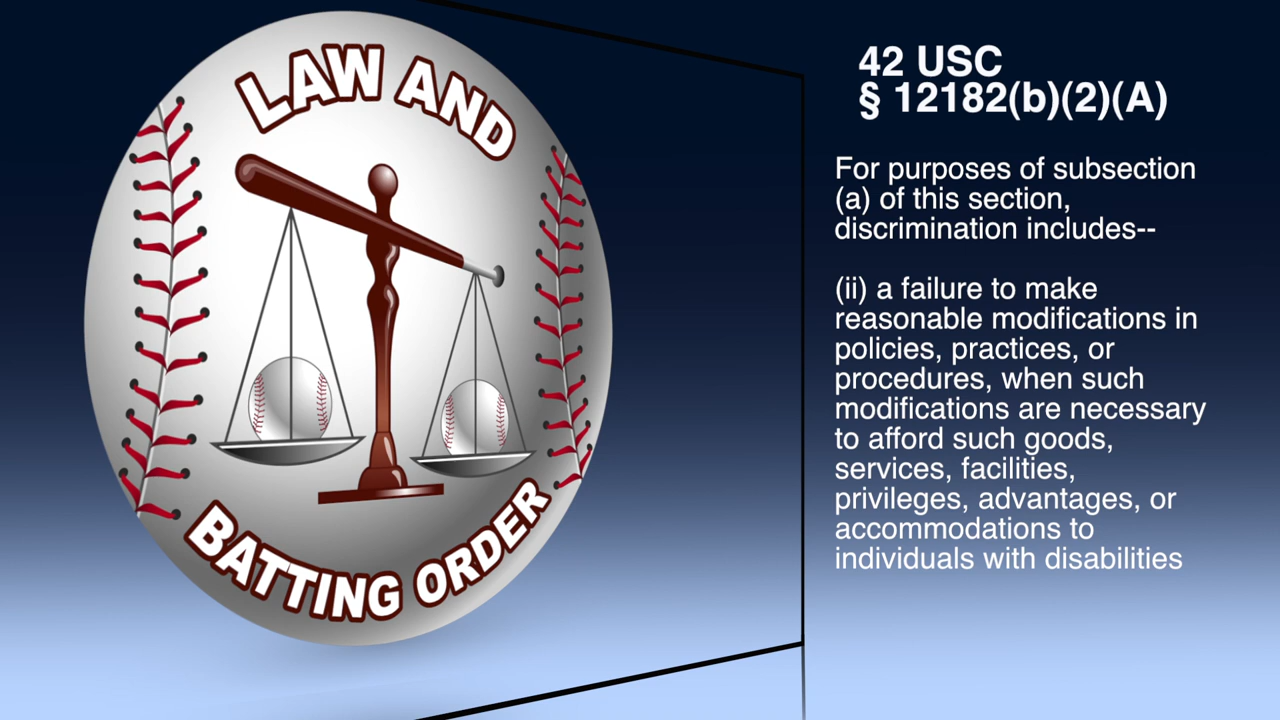 LAW AND
BATTING ORDER
42 USC
§ 12182(b)(2)(A)
For purposes of subsection
(a) of this section,
discrimination includes--
(ii) a failure to make
reasonable modifications in
policies, practices, or
procedures, when such
modifications are necessary
to afford such goods,
services, facilities,
privileges, advantages, or
accommodations to
individuals with disabilities